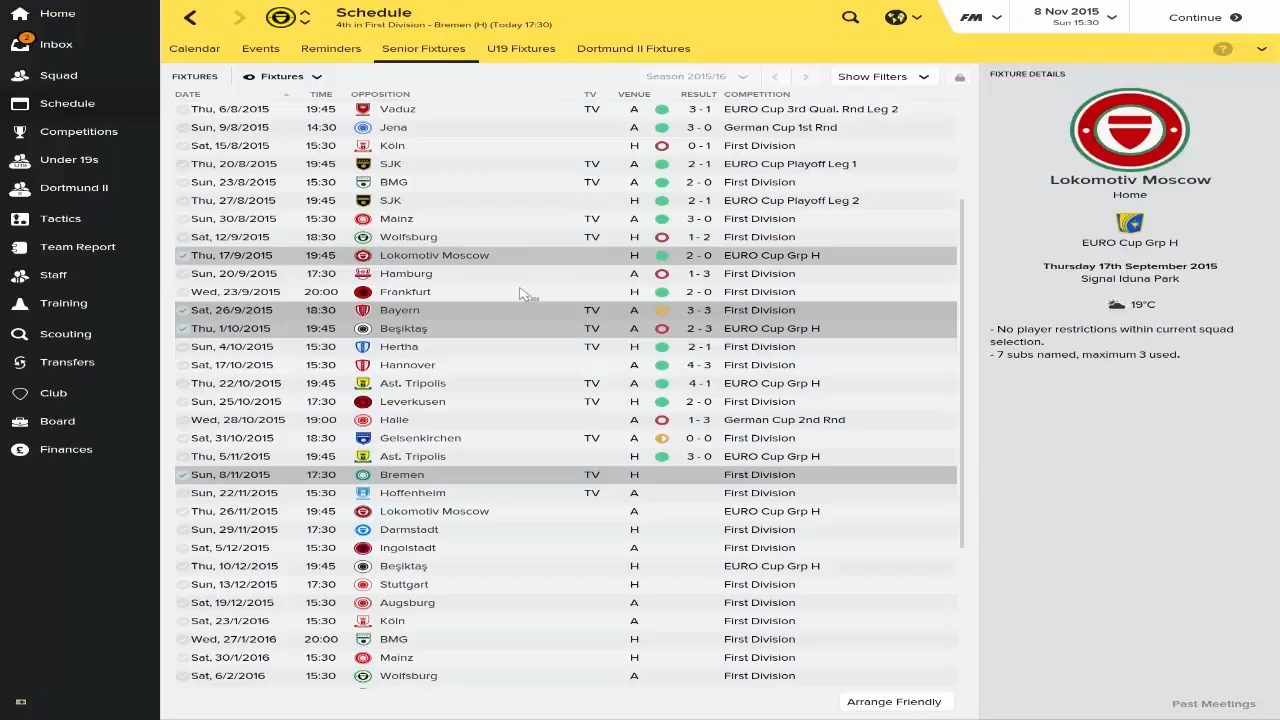 Home
2
Inbox
Squad
Schedule
Competitions
Under 19s
Dortmund II
Tactics
Team Report
Staff
Training
Scouting
Transfers
Club
Board
Finances
Schedule
4th in First Division - Bremen (H) (Today 17:30)
FM
8 Nov 2015
Sun 15:30
Continue
Calendar Events Reminders Senior Fixtures U19 Fixtures Dortmund II Fixtures ?
FIXTURES Fixtures Season 2015/16 < > Show Filters
DATE TIME OPPOSITION TV VENUE RESULT COMPETITION
Thu, 6/8/2015 19:45 Vaduz TV A 3 - 1 EURO Cup 3rd Qual. Rnd Leg 2
Sun, 9/8/2015 14:30 Jena A 3 - 0 German Cup 1st Rnd
Sat, 15/8/2015 15:30 Köln H 0 - 1 First Division
Thu, 20/8/2015 19:45 SJK TV A 2 - 1 EURO Cup Playoff Leg 1
Sun, 23/8/2015 15:30 BMG TV A 2 - 0 First Division
Thu, 27/8/2015 19:45 SJK H 2 - 1 EURO Cup Playoff Leg 2
Sun, 30/8/2015 15:30 Mainz TV A 3 - 0 First Division
Sat, 12/9/2015 18:30 Wolfsburg TV H 1 - 2 First Division
Thu, 17/9/2015 19:45 Lokomotiv Moscow H 2 - 0 EURO Cup Grp H
Sun, 20/9/2015 17:30 Hamburg A 1 - 3 First Division
Wed, 23/9/2015 20:00 Frankfurt H 2 - 0 First Division
Sat, 26/9/2015 18:30 Bayern TV A 3 - 3 First Division
Thu, 1/10/2015 19:45 Beşiktaş TV A 2 - 3 EURO Cup Grp H
Sun, 4/10/2015 15:30 Hertha TV H 2 - 1 First Division
Sat, 17/10/2015 15:30 Hannover A 4 - 3 First Division
Thu, 22/10/2015 19:45 Ast. Tripolis TV A 4 - 1 EURO Cup Grp H
Sun, 25/10/2015 17:30 Leverkusen TV H 2 - 0 First Division
Wed, 28/10/2015 19:00 Halle A 1 - 3 German Cup 2nd Rnd
Sat, 31/10/2015 18:30 Gelsenkirchen TV A 0 - 0 First Division
Thu, 5/11/2015 19:45 Ast. Tripolis H 3 - 0 EURO Cup Grp H
Sun, 8/11/2015 17:30 Bremen TV H First Division
Sun, 22/11/2015 15:30 Hoffenheim TV A First Division
Thu, 26/11/2015 19:45 Lokomotiv Moscow A EURO Cup Grp H
Sun, 29/11/2015 17:30 Darmstadt H First Division
Sat, 5/12/2015 15:30 Ingolstadt A First Division
Thu, 10/12/2015 19:45 Beşiktaş H EURO Cup Grp H
Sun, 13/12/2015 17:30 Stuttgart H First Division
Sat, 19/12/2015 15:30 Augsburg A First Division
Sat, 23/1/2016 15:30 Köln A First Division
Wed, 27/1/2016 20:00 BMG H First Division
Sat, 30/1/2016 15:30 Mainz H First Division
Sat, 6/2/2016 15:30 Wolfsburg A First Division
Arrange Friendly
FIXTURE DETAILS
Lokomotiv Moscow
Home
EURO Cup Grp H
Thursday 17th September 2015
Signal Iduna Park
19°C
- No player restrictions within current squad
selection.
- 7 subs named, maximum 3 used.
Past Meetings